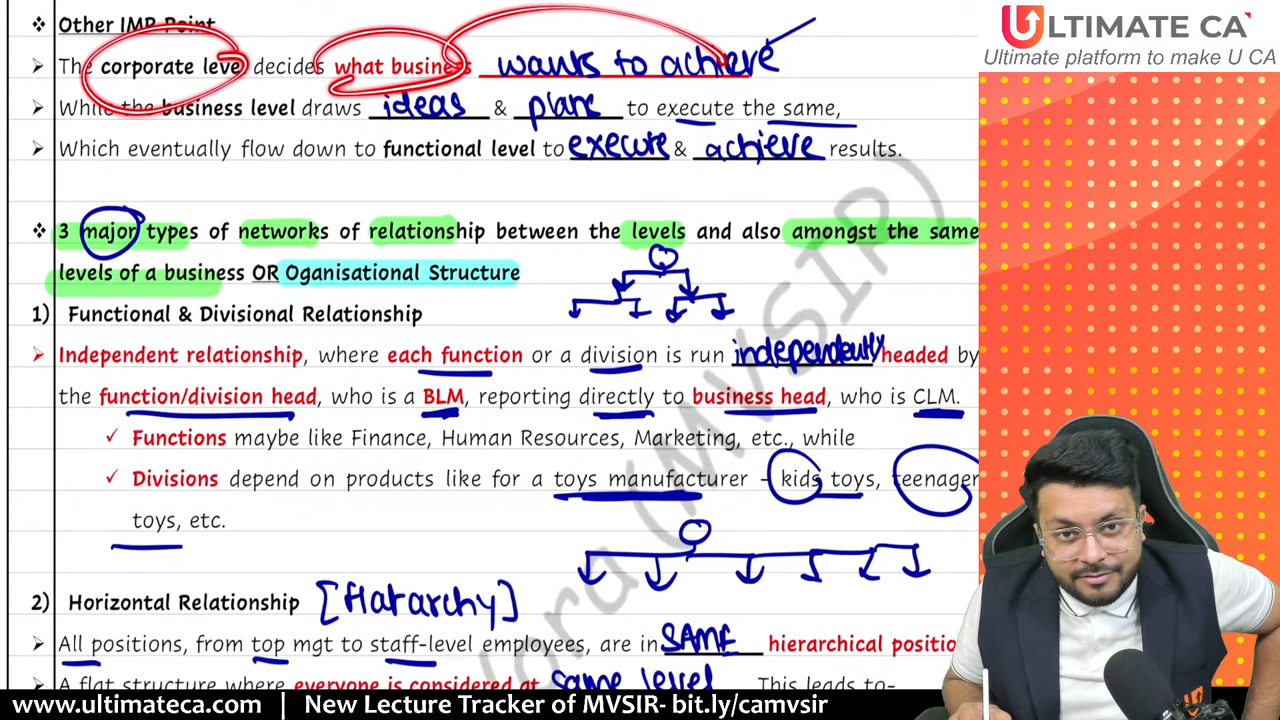 ❖ Other IMP Point
➤ The corporate level decides what business wants to achieve
➤ While the business level draws ideas & plans to execute the same,
➤ Which eventually flow down to functional level to execute & achieve results.
❖ 3 major types of networks of relationship between the levels and also amongst the same
levels of a business OR Oganisational Structure
1) Functional & Divisional Relationship
➤ Independent relationship, where each function or a division is run independently headed by
the function/division head, who is a BLM, reporting directly to business head, who is CLM.
✓ Functions maybe like Finance, Human Resources, Marketing, etc., while
✓ Divisions depend on products like for a toys manufacturer - kids toys, teenager
toys, etc.
2) Horizontal Relationship [Flatarchy]
➤ All positions, from top mgt to staff-level employees, are in SAME hierarchical positio
➤ A flat structure where everyone is considered at same level. This leads to-
ora (MVSIR)
ULTIMATE CA
Ultimate platform to make U CA
www.ultimateca.com | New Lecture Tracker of MVSIR- bit.ly/camvsir